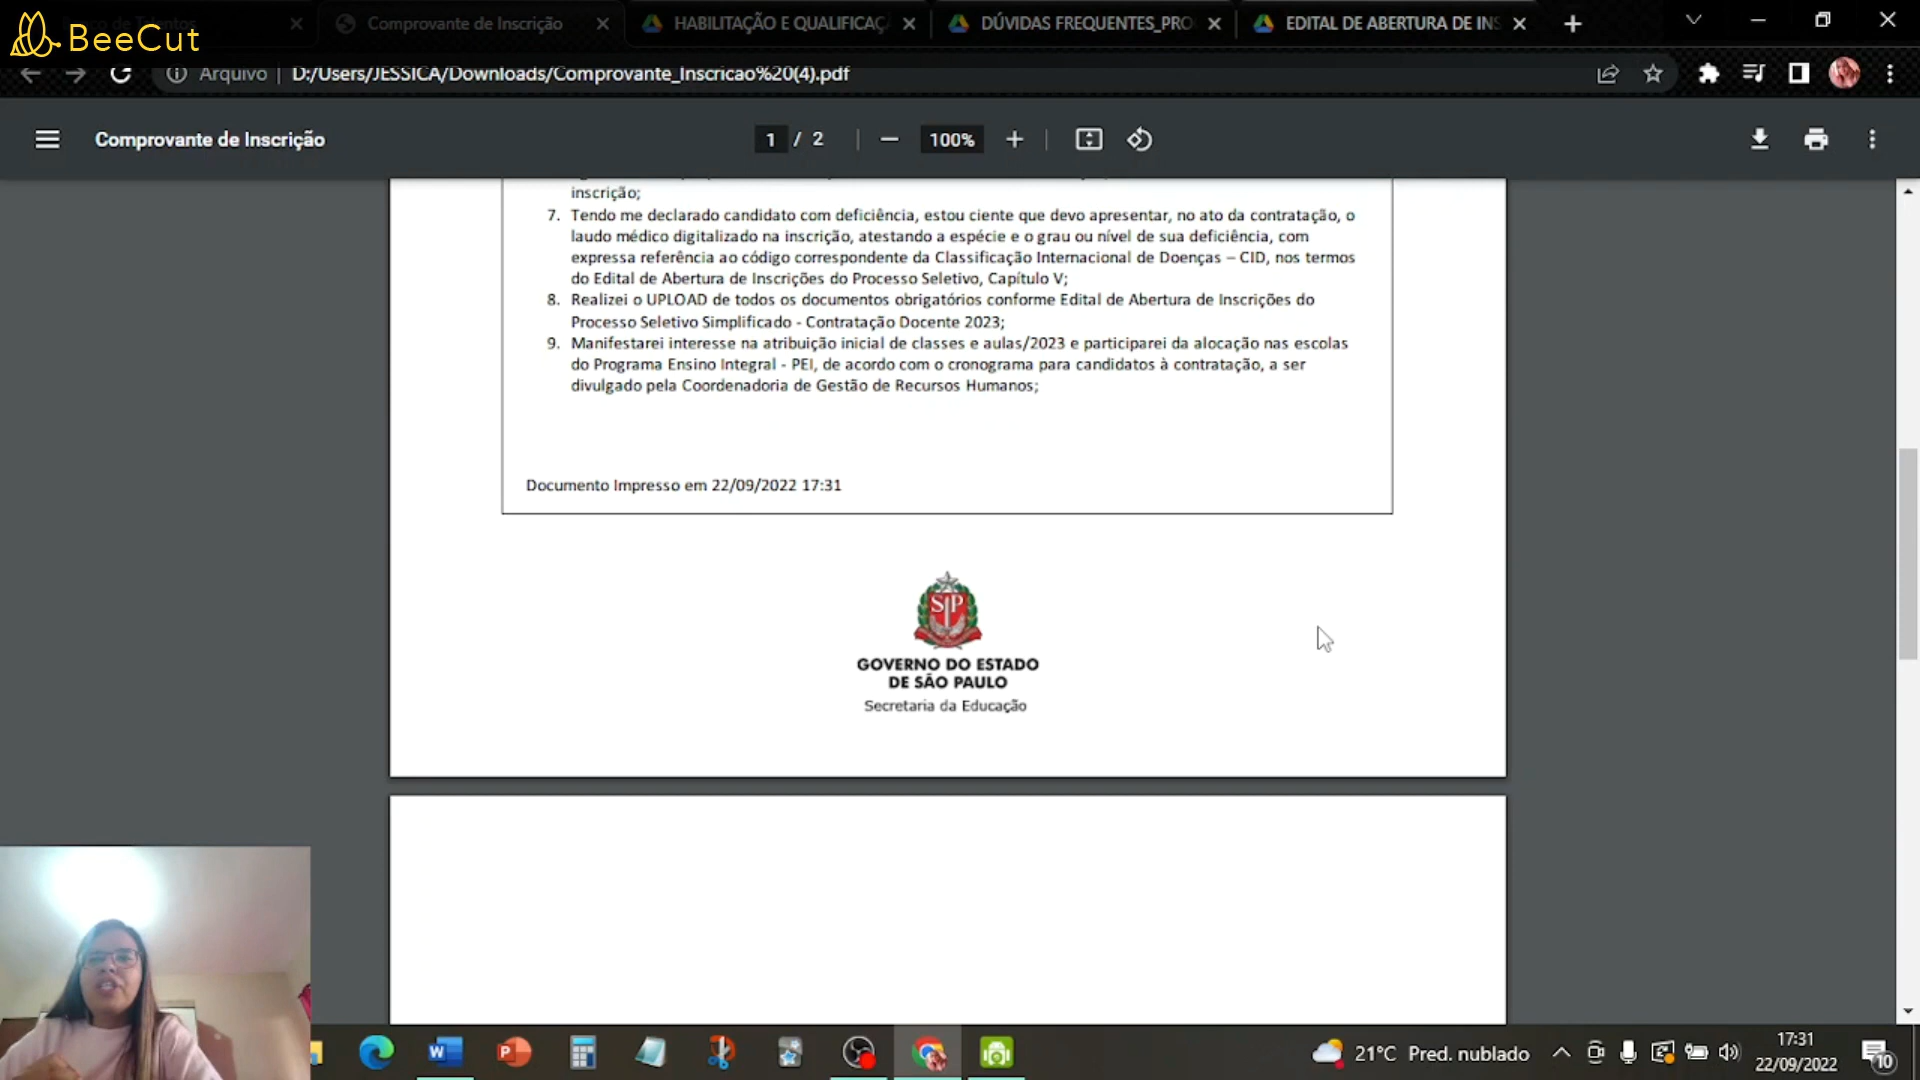 BeeCut
Comprovante de Inscrição
HABILITAÇÃO E QUALIFICAÇ
DÚVIDAS FREQUENTES_PRO
EDITAL DE ABERTURA DE INS
Arquivo
D:/Users/JESSICA/Downloads/Comprovante_Inscricao%20(4).pdf
Comprovante de Inscrição
1 / 2
100%
inscrição;
7. Tendo me declarado candidato com deficiência, estou ciente que devo apresentar, no ato da contratação, o
laudo médico digitalizado na inscrição, atestando a espécie e o grau ou nível de sua deficiência, com
expressa referência ao código correspondente da Classificação Internacional de Doenças – CID, nos termos
do Edital de Abertura de Inscrições do Processo Seletivo, Capítulo V;
8. Realizei o UPLOAD de todos os documentos obrigatórios conforme Edital de Abertura de Inscrições do
Processo Seletivo Simplificado - Contratação Docente 2023;
9. Manifestarei interesse na atribuição inicial de classes e aulas/2023 e participarei da alocação nas escolas
do Programa Ensino Integral - PEI, de acordo com o cronograma para candidatos à contratação, a ser
divulgado pela Coordenadoria de Gestão de Recursos Humanos;
Documento Impresso em 22/09/2022 17:31
SP
GOVERNO DO ESTADO
DE SÃO PAULO
Secretaria da Educação
21°C Pred. nublado
17:31
22/09/2022
10